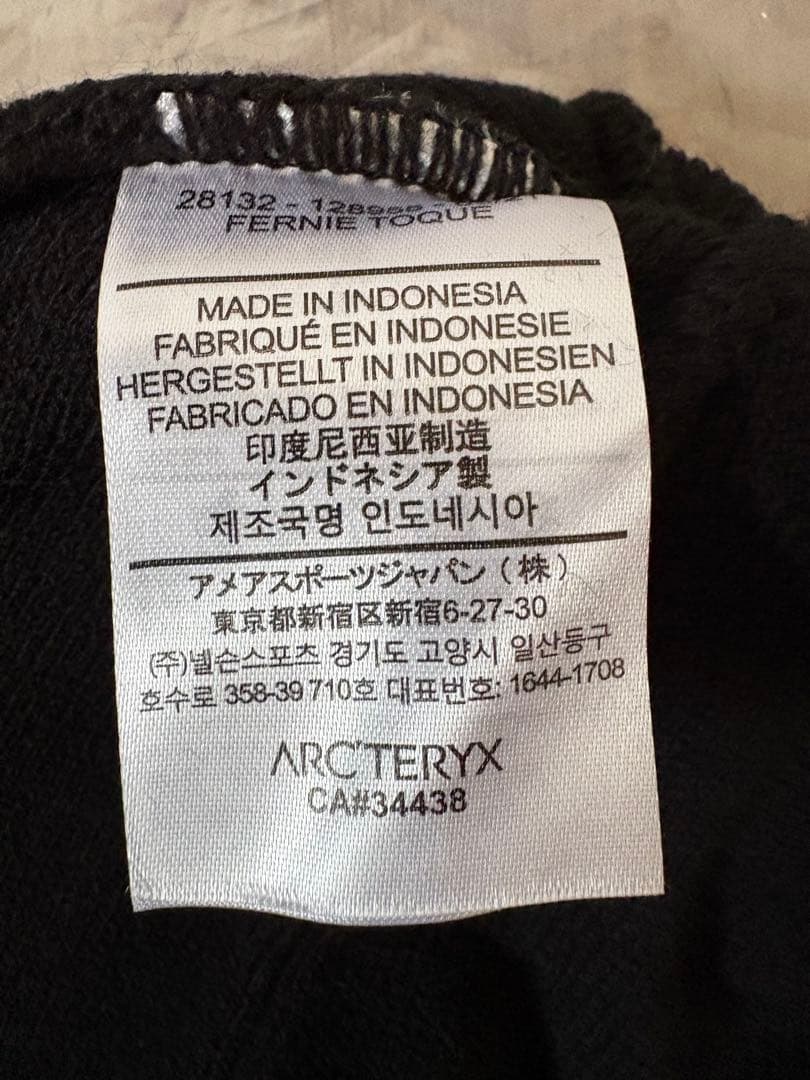 28132 -
FERNIE TOQUE
MADE IN INDONESIA
FABRIQUÉ EN INDONESIE
HERGESTELLT IN INDONESIEN
FABRICADO EN INDONESIA
印度尼西亚制造
インドネシア製
제조국명 인도네시아
アメアスポーツジャパン(株)
東京都新宿区新宿6-27-30
(주)넬슨스포츠 경기도 고양시 일산동구
호수로 358-39 710호 대표번호: 1644-1708
ARC'TERYX
CA#34438